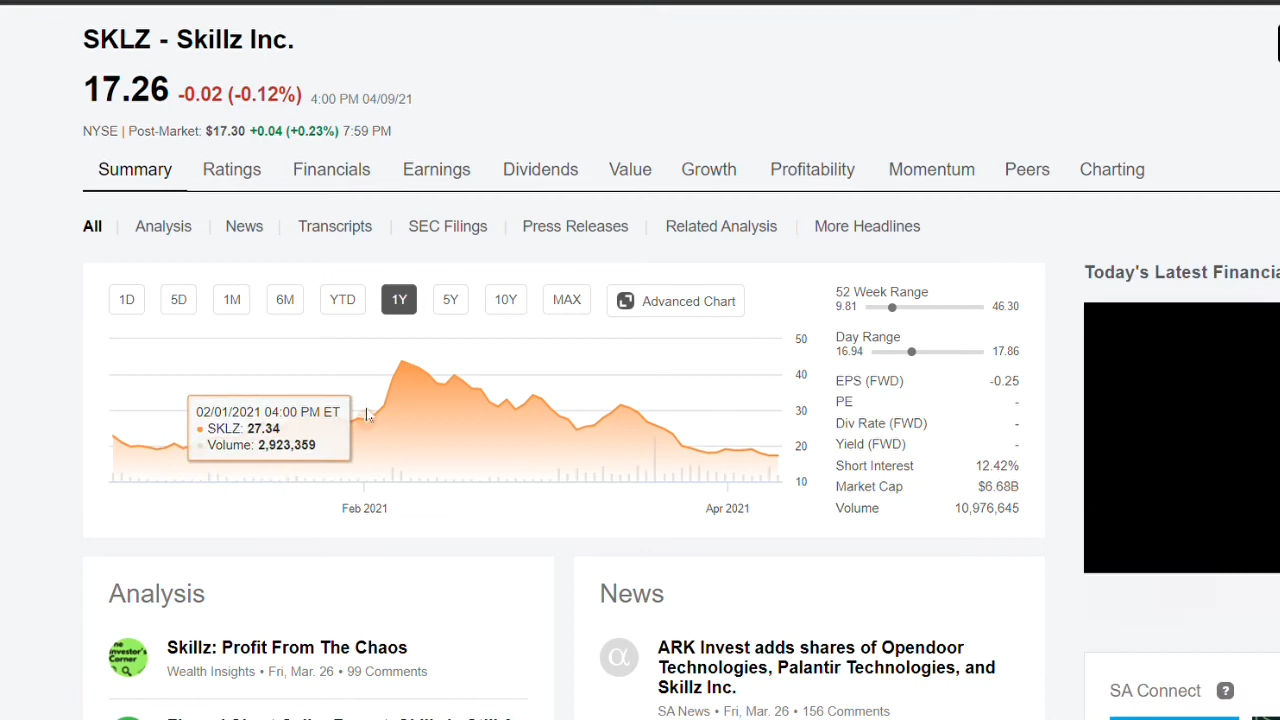 SKLZ - Skillz Inc.
17.26 -0.02 (-0.12%) 4:00 PM 04/09/21
NYSE | Post-Market: $17.30 +0.04 (+0.23%) 7:59 PM
Summary Ratings Financials Earnings Dividends Value Growth Profitability Momentum Peers Charting
All | Analysis | News | Transcripts | SEC Filings | Press Releases | Related Analysis | More Headlines
Today's Latest Financia
1D 5D 1M 6M YTD 1Y 5Y 10Y MAX Advanced Chart
50
40
30
20
10
02/01/2021 04:00 PM ET
SKLZ: 27.34
Volume: 2,923,359
Feb 2021 Apr 2021
52 Week Range
9.81 46.30
Day Range
16.94 17.86
EPS (FWD) -0.25
PE -
Div Rate (FWD) -
Yield (FWD) -
Short Interest 12.42%
Market Cap $6.68B
Volume 10,976,645
Analysis
The
Investor's
Corner
Skillz: Profit From The Chaos
Wealth Insights • Fri, Mar. 26 • 99 Comments
News
α
ARK Invest adds shares of Opendoor
Technologies, Palantir Technologies, and
Skillz Inc.
SA News • Fri, Mar. 26 • 156 Comments
SA Connect ?